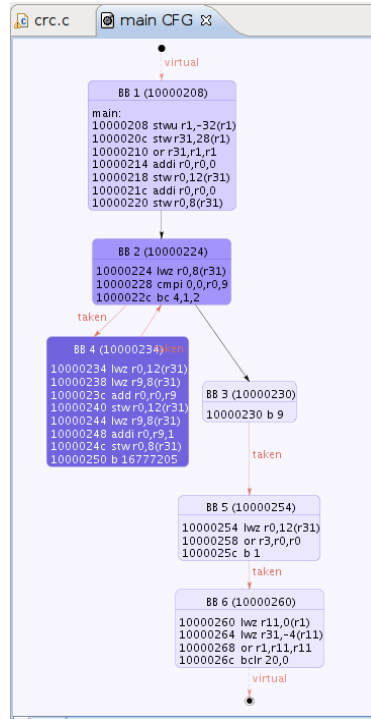 crc.c
main CFG
virtual
BB 1 (10000208)
main:
10000208 stwu r1,-32(r1)
1000020c stw r31,28(r1)
10000210 or r31,r1,r1
10000214 addi r0,r0,0
10000218 stw r0,12(r31)
1000021c addi r0,r0,0
10000220 stw r0,8(r31)
BB 2 (10000224)
10000224 lwz r0,8(r31)
10000228 cmpi 0,0,r0,9
1000022c bc 4,1,2
taken
BB 4 (10000234)
taken
10000234 lwz r0,12(r31)
10000238 lwz r9,8(r31)
1000023c add r0,r0,r9
10000240 stw r0,12(r31)
10000244 lwz r9,8(r31)
10000248 addi r0,r9,1
1000024c stw r0,8(r31)
10000250 b 16777205
BB 3 (10000230)
10000230 b 9
taken
BB 5 (10000254)
10000254 lwz r0,12(r31)
10000258 or r3,r0,r0
1000025c b 1
taken
BB 6 (10000260)
10000260 lwz r11,0(r1)
10000264 lwz r31,-4(r11)
10000268 or r1,r11,r11
1000026c bclr 20,0
virtual